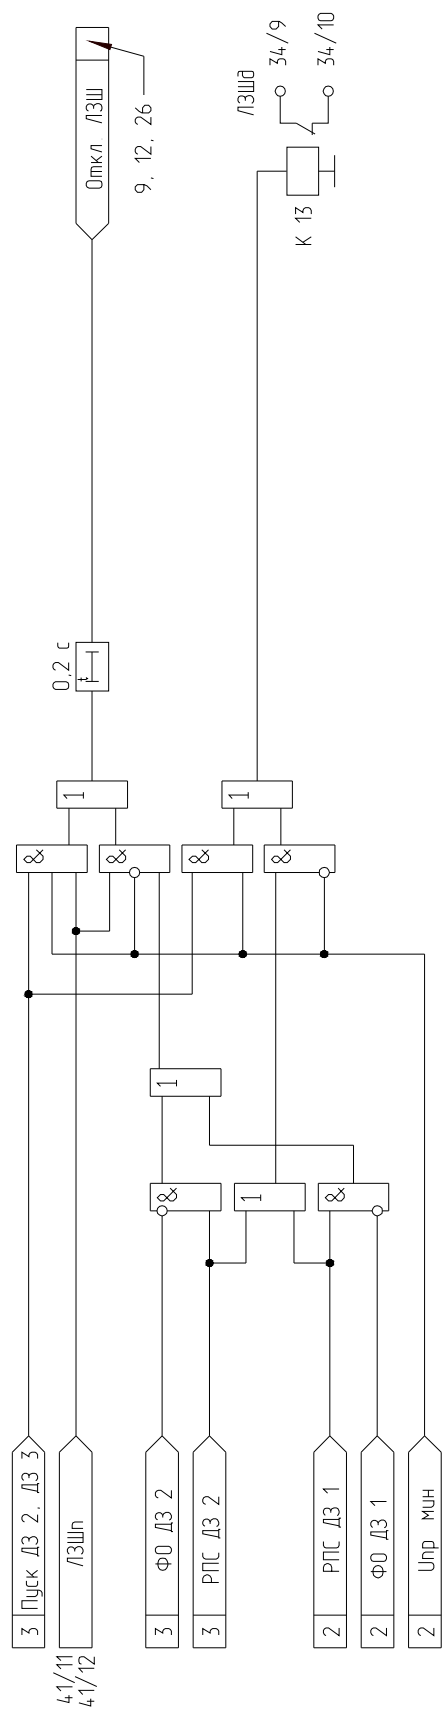 3 Пуск ДЗ 2, ДЗ 3
41/11
41/12
ЛЗШп
3 ФО ДЗ 2
3 РПС ДЗ 2
2 РПС ДЗ 1
2 ФО ДЗ 1
2 Uпр мин
&
1
&
1
&
&
1
&
&
1
0,2 с
t
Откл ЛЗШ
9, 12, 26
К 13
ЛЗШд
34/9
34/10